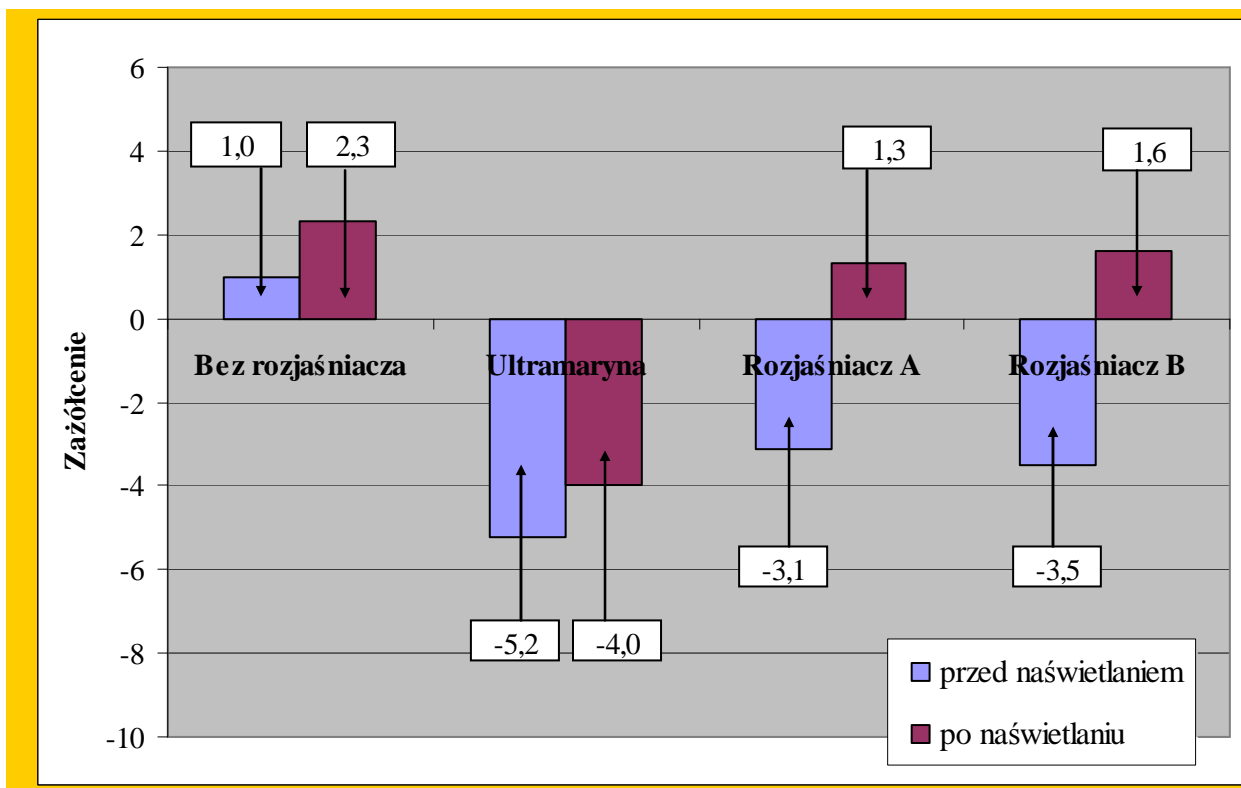 6
4
2
0
-2
-4
-6
-8
-10
Zażółcenie
1,0
2,3
1,3
1,6
Bez rozjaśniacza
Ultramaryna
Rozjaśniacz A
Rozjaśniacz B
-5,2
-4,0
-3,1
-3,5
przed naświetlaniem
po naświetlaniu